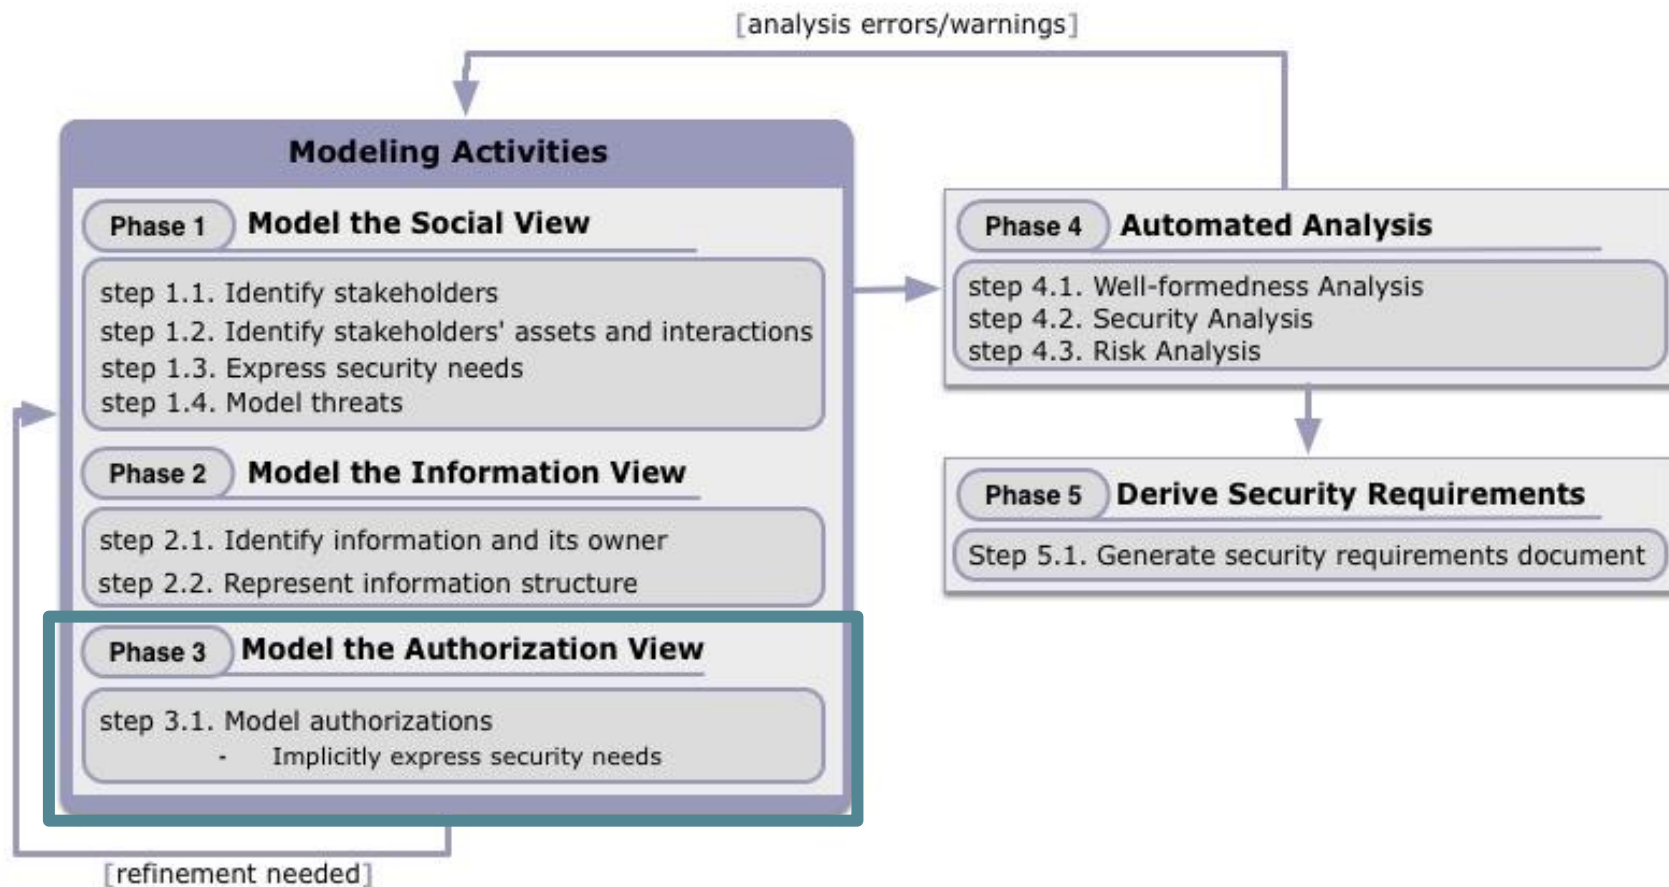 [analysis errors/warnings]
Modeling Activities
Phase 1 Model the Social View
step 1.1. Identify stakeholders
step 1.2. Identify stakeholders' assets and interactions
step 1.3. Express security needs
step 1.4. Model threats
Phase 2 Model the Information View
step 2.1. Identify information and its owner
step 2.2. Represent information structure
Phase 3 Model the Authorization View
step 3.1. Model authorizations
- Implicitly express security needs
[refinement needed]
Phase 4 Automated Analysis
step 4.1. Well-formedness Analysis
step 4.2. Security Analysis
step 4.3. Risk Analysis
Phase 5 Derive Security Requirements
Step 5.1. Generate security requirements document